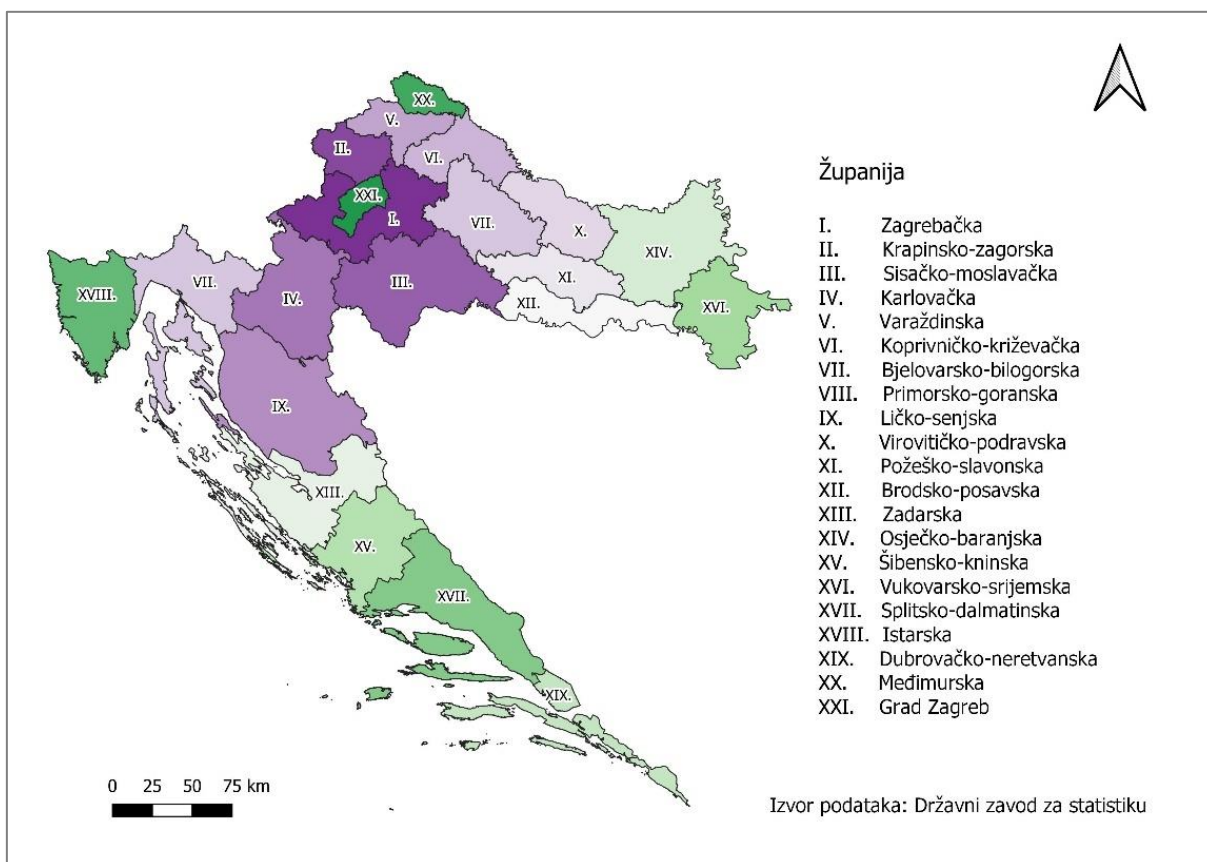 XX.
V.
II.
VI.
XXI.
I.
VII.
X.
XIV.
XVIII.
VII.
IV.
III.
XI.
XII.
XVI.
IX.
XIII.
XV.
XVII.
XIX.
Županija
I. Zagrebačka
II. Krapinsko-zagorska
III. Sisačko-moslavačka
IV. Karlovačka
V. Varaždinska
VI. Koprivničko-križevačka
VII. Bjelovarsko-bilogorska
VIII. Primorsko-goranska
IX. Ličko-senjska
X. Virovitičko-podravska
XI. Požeško-slavonska
XII. Brodsko-posavska
XIII. Zadarska
XIV. Osječko-baranjska
XV. Šibensko-kninska
XVI. Vukovarsko-srijemska
XVII. Splitsko-dalmatinska
XVIII. Istarska
XIX. Dubrovačko-neretvanska
XX. Međimurska
XXI. Grad Zagreb
0 25 50 75 km
Izvor podataka: Državni zavod za statistiku